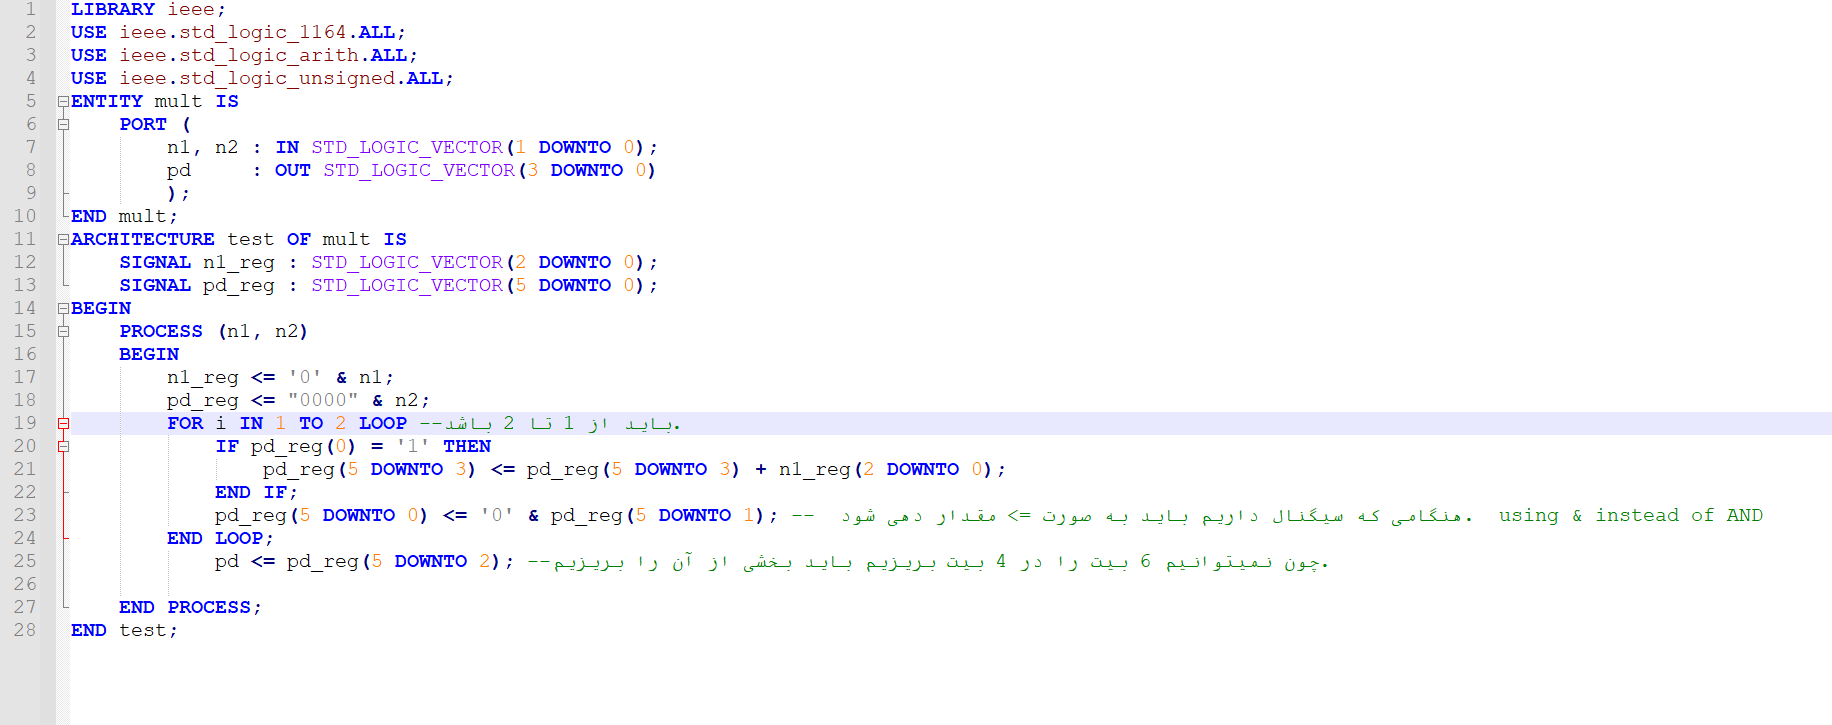 1 LIBRARY ieee;
2 USE ieee.std_logic_1164.ALL;
3 USE ieee.std_logic_arith.ALL;
4 USE ieee.std_logic_unsigned.ALL;
5 ENTITY mult IS
6 PORT (
7 n1, n2 : IN STD_LOGIC_VECTOR(1 DOWNTO 0);
8 pd : OUT STD_LOGIC_VECTOR(3 DOWNTO 0)
9 );
10 END mult;
11 ARCHITECTURE test OF mult IS
12 SIGNAL n1_reg : STD_LOGIC_VECTOR(2 DOWNTO 0);
13 SIGNAL pd_reg : STD_LOGIC_VECTOR(5 DOWNTO 0);
14 BEGIN
15 PROCESS (n1, n2)
16 BEGIN
17 n1_reg <= '0' & n1;
18 pd_reg <= "0000" & n2;
19 FOR i IN 1 TO 2 LOOP --باید از 1 تا 2 باشد.
20 IF pd_reg(0) = '1' THEN
21 pd_reg(5 DOWNTO 3) <= pd_reg(5 DOWNTO 3) + n1_reg(2 DOWNTO 0);
22 END IF;
23 pd_reg(5 DOWNTO 0) <= '0' & pd_reg(5 DOWNTO 1); -- هنگامی که سیگنال داریم باید به صورت <= مقدار دهی شود. using & instead of AND
24 END LOOP;
25 pd <= pd_reg(5 DOWNTO 2); --چون نمیتوانیم 6 بیت را در 4 بیت بریزیم باید بخشی از آن را بریزیم.
26
27 END PROCESS;
28 END test;